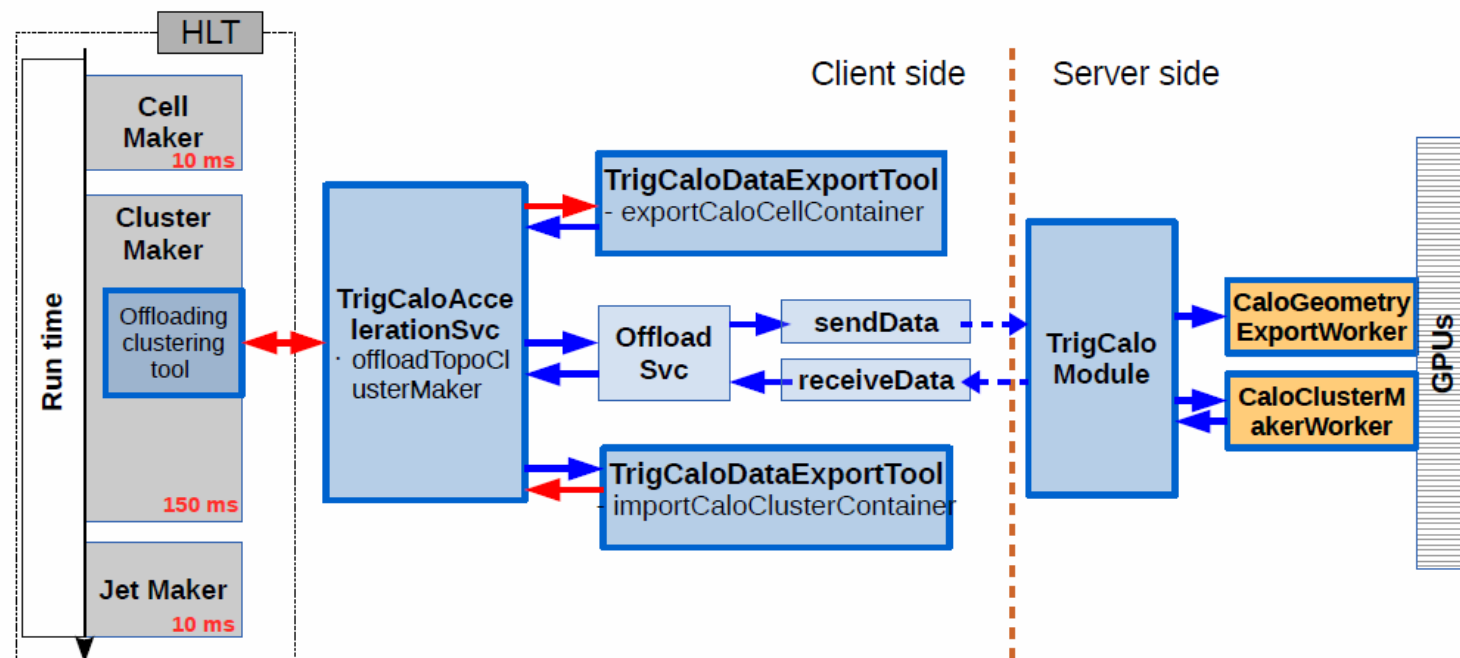 HLT
Client side
Server side
Run time
Cell
Maker
10 ms
Cluster
Maker
Offloading
clustering
tool
150 ms
Jet Maker
10 ms
TrigCaloAcce
lerationSvc
· offloadTopoCl
usterMaker
TrigCaloDataExportTool
- exportCaloCellContainer
Offload
Svc
sendData
receiveData
TrigCaloDataExportTool
- importCaloClusterContainer
TrigCalo
Module
CaloGeometry
ExportWorker
CaloClusterM
akerWorker
GPUs